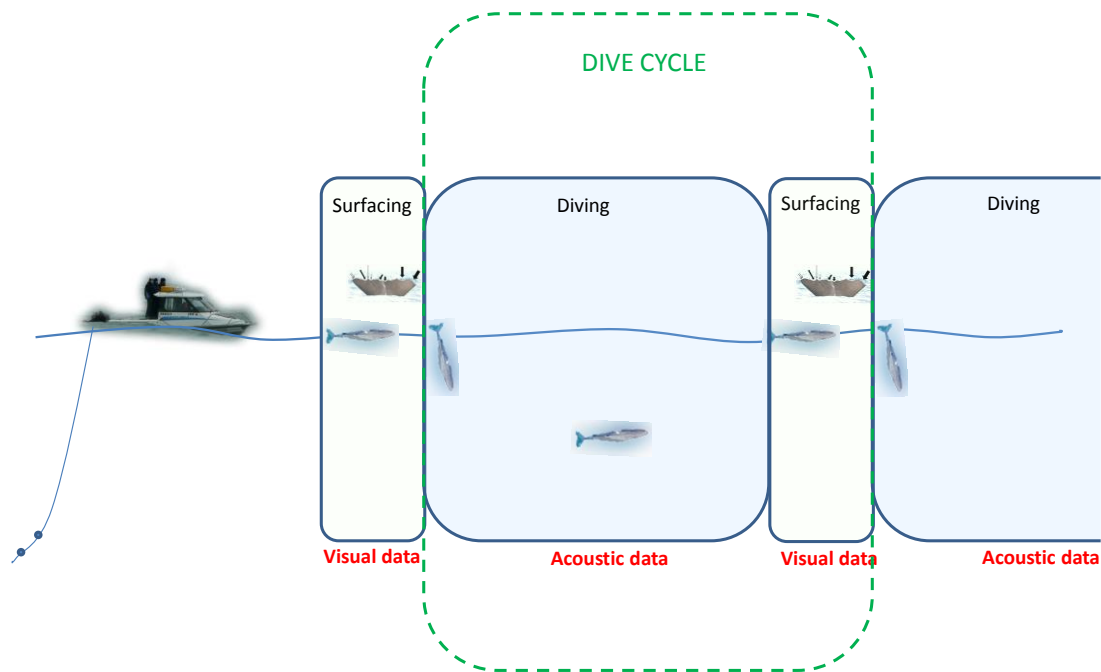 DIVE CYCLE
Surfacing
Diving
Surfacing
Diving
Visual data
Acoustic data
Visual data
Acoustic data